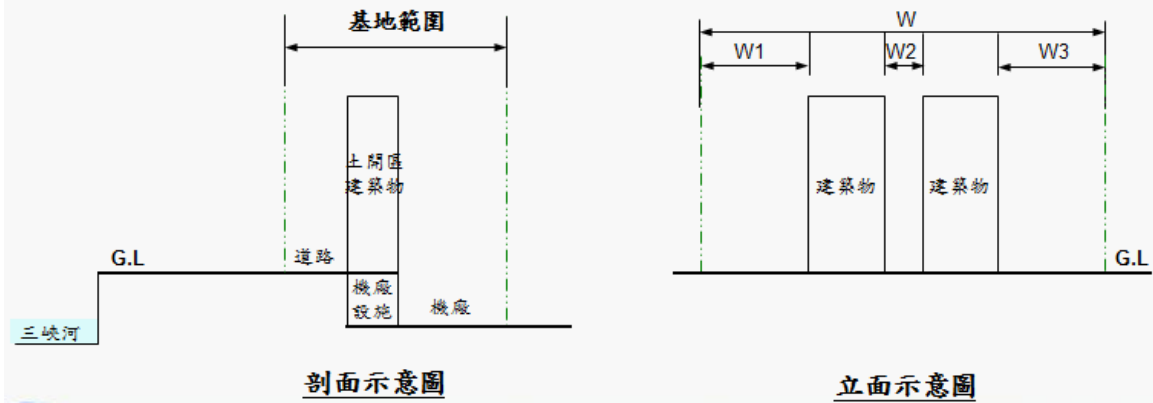 基地範圍
土開區
建築物
G.L
道路
機廠
設施
機廠
三峽河
剖面示意圖
W
W1
W2
W3
建築物
建築物
G.L
立面示意圖